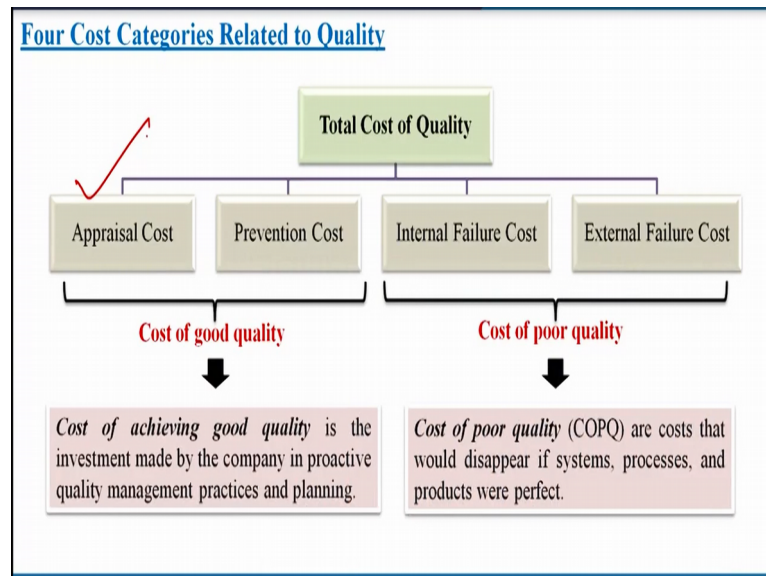 Four Cost Categories Related to Quality
Total Cost of Quality
Appraisal Cost
Prevention Cost
Internal Failure Cost
External Failure Cost
Cost of good quality
Cost of poor quality
Cost of achieving good quality is the
investment made by the company in proactive
quality management practices and planning.
Cost of poor quality (COPQ) are costs that
would disappear if systems, processes, and
products were perfect.